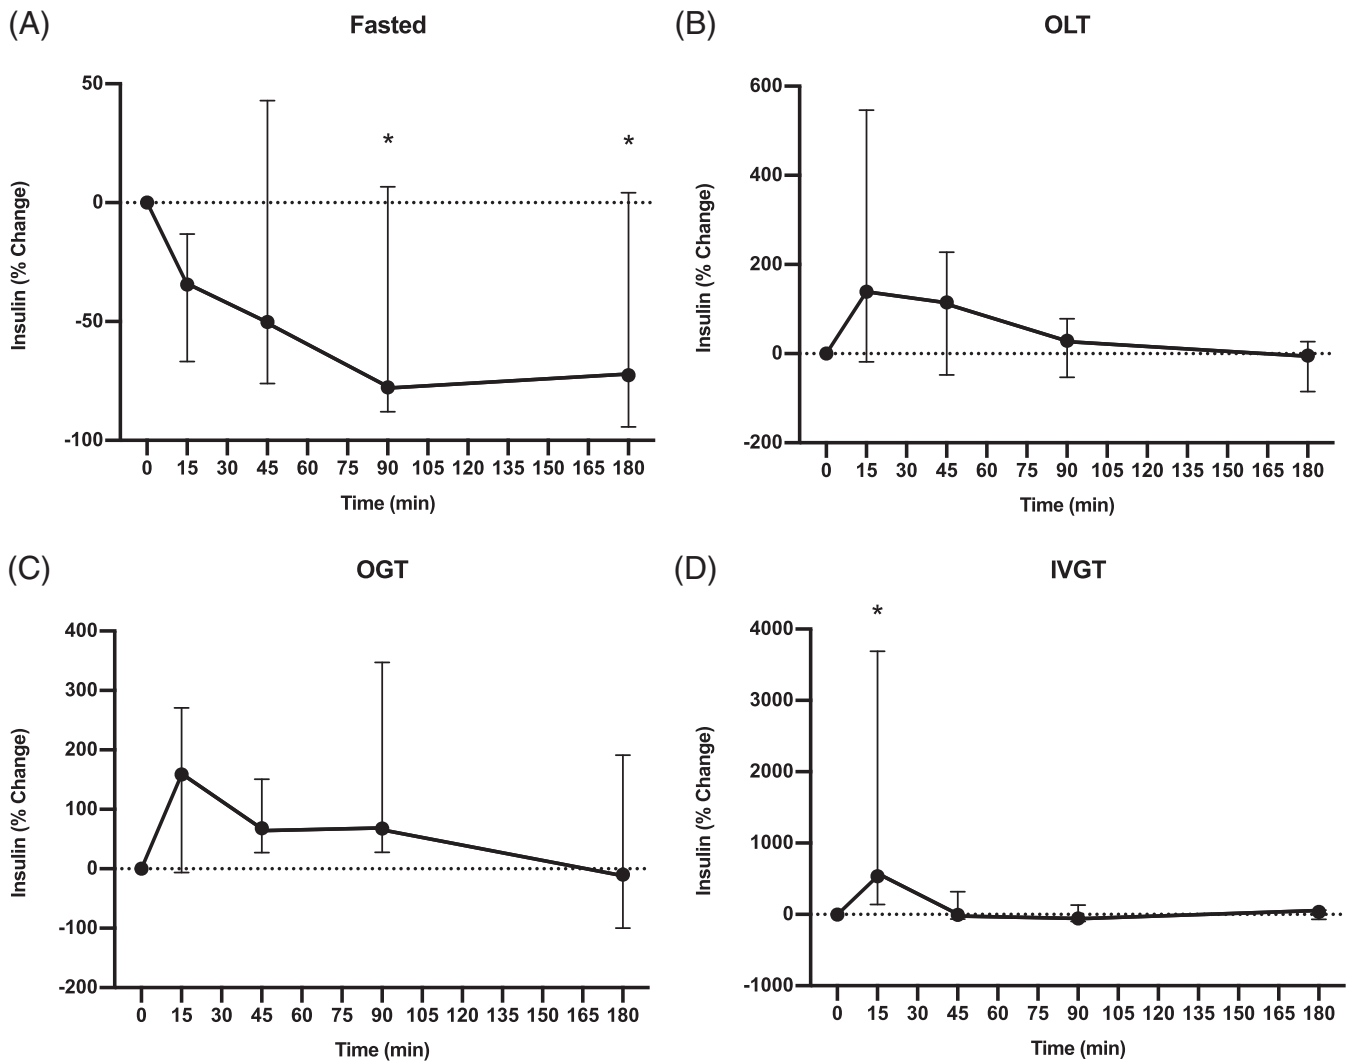 (A)
Fasted
50
0
-50
-100
Insulin (% Change)
*
*
0 15 30 45 60 75 90 105 120 135 150 165 180
Time (min)
(B)
OLT
600
400
200
0
-200
Insulin (% Change)
0 15 30 45 60 75 90 105 120 135 150 165 180
Time (min)
(C)
OGT
400
300
200
100
0
-100
-200
Insulin (% Change)
0 15 30 45 60 75 90 105 120 135 150 165 180
Time (min)
(D)
IVGT
*
4000
3000
2000
1000
0
-1000
Insulin (% Change)
0 15 30 45 60 75 90 105 120 135 150 165 180
Time (min)